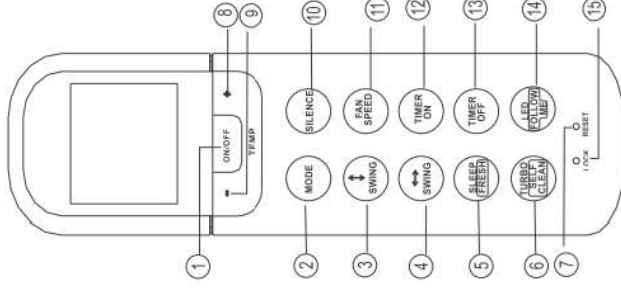 8
9
10
11
12
13
14
15
ON/OFF
TEMP
SILENCE
FAN
SPEED
TIMER
ON
TIMER
OFF
LED
FOLLOW
ME
MODE
SWING
SWING
SLEEP
FRESH
TURBO
SELF
CLEAN
RESET
LOCK
1
2
3
4
5
6
7